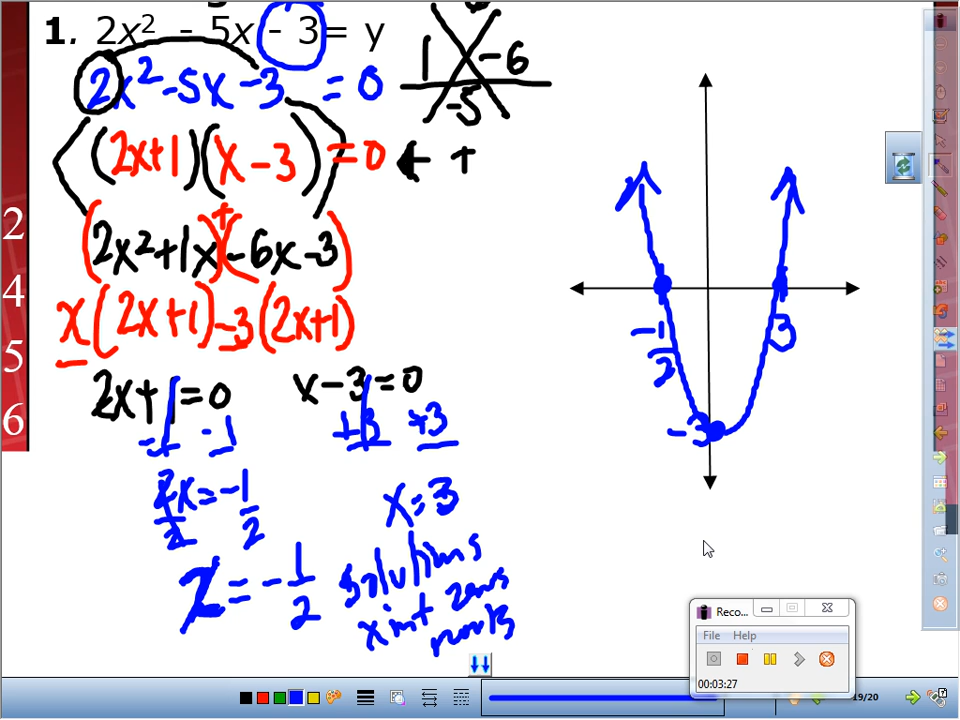 1. 2x² - 5x - 3 = y
2x² -5x -3 = 0
1 -6
-5
(2x+1)(x-3) = 0
- +
(2x²+1x)+(-6x-3)
x(2x+1)-3(2x+1)
2x+1=0 x-3=0
-1 -1 +3 +3
2x = -1
2 2
x = 3
x = -1/2
solutions
x int zeros
roots
2
4
5
6
-1/2
3
-3
Reco...
File Help
00:03:27
19/20